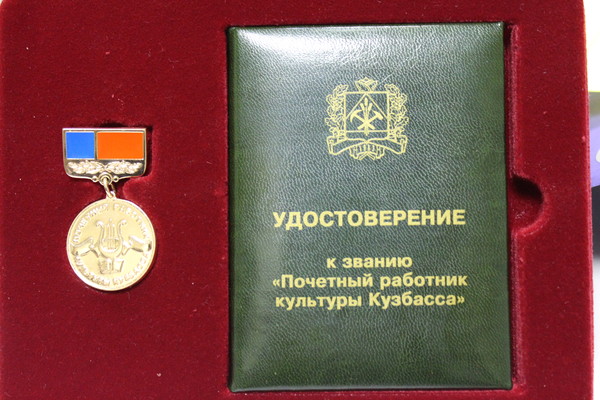 УДОСТОВЕРЕНИЕ
к званию
«Почетный работник
культуры Кузбасса»